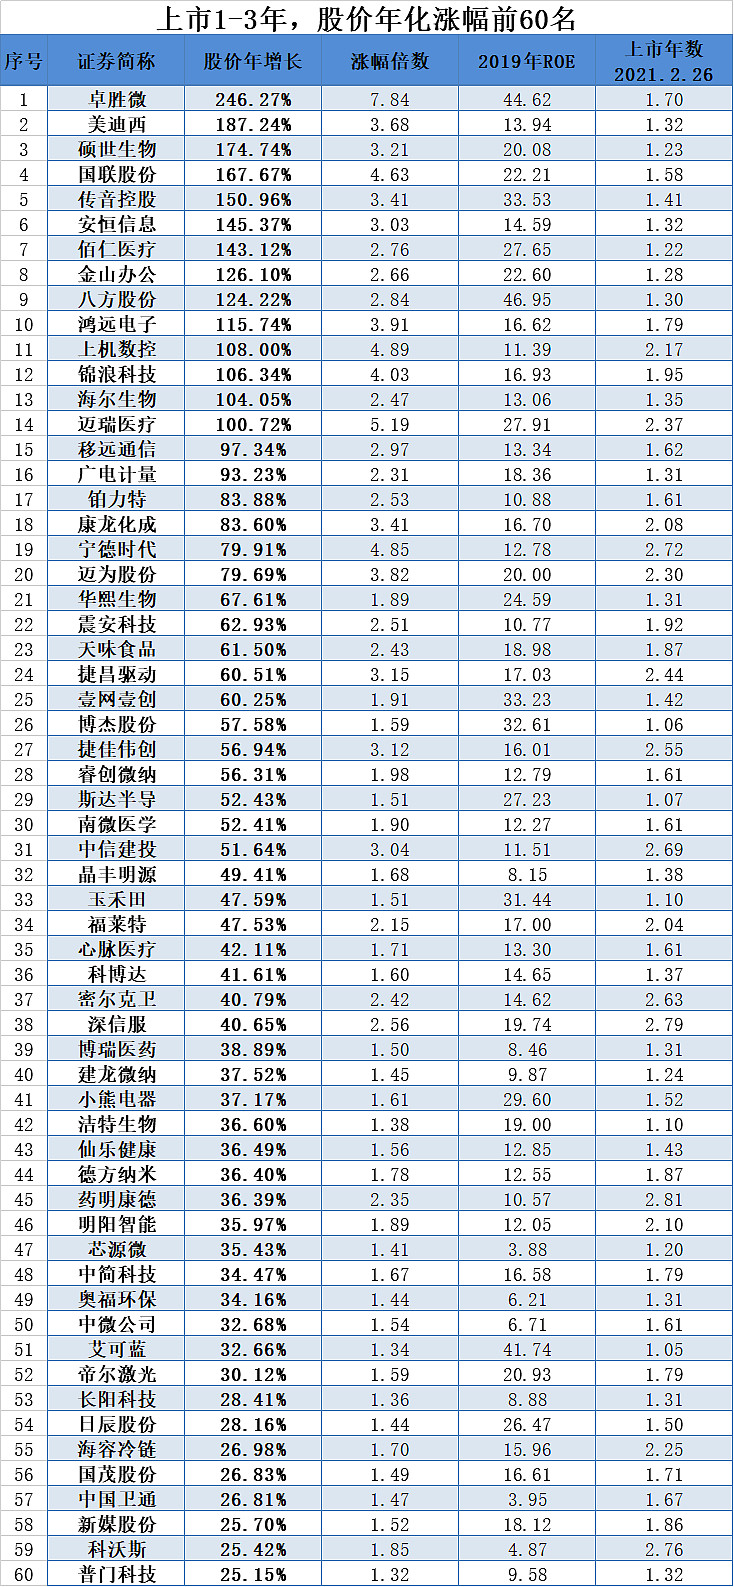 上市1-3年，股价年化涨幅前60名
序号 证券简称 股价年增长 涨幅倍数 2019年ROE 上市年数 2021.2.26
1 卓胜微 246.27% 7.84 44.62 1.70
2 美迪西 187.24% 3.68 13.94 1.32
3 硕世生物 174.74% 3.21 20.08 1.23
4 国联股份 167.67% 4.63 22.21 1.58
5 传音控股 150.96% 3.41 33.53 1.41
6 安恒信息 145.37% 3.03 14.59 1.32
7 佰仁医疗 143.12% 2.76 27.65 1.22
8 金山办公 126.10% 2.66 22.60 1.28
9 八方股份 124.22% 2.84 46.95 1.30
10 鸿远电子 115.74% 3.91 16.62 1.79
11 上机数控 108.00% 4.89 11.39 2.17
12 锦浪科技 106.34% 4.03 16.93 1.95
13 海尔生物 104.05% 2.47 13.06 1.35
14 迈瑞医疗 100.72% 5.19 27.91 2.37
15 移远通信 97.34% 2.97 13.34 1.62
16 广电计量 93.23% 2.31 18.36 1.31
17 铂力特 83.88% 2.53 10.88 1.61
18 康龙化成 83.60% 3.41 16.70 2.08
19 宁德时代 79.91% 4.85 12.78 2.72
20 迈为股份 79.69% 3.82 20.00 2.30
21 华熙生物 67.61% 1.89 24.59 1.31
22 震安科技 62.93% 2.51 10.77 1.92
23 天味食品 61.50% 2.43 18.98 1.87
24 捷昌驱动 60.51% 3.15 17.03 2.44
25 壹网壹创 60.25% 1.91 33.23 1.42
26 博杰股份 57.58% 1.59 32.61 1.06
27 捷佳伟创 56.94% 3.12 16.01 2.55
28 睿创微纳 56.31% 1.98 12.79 1.61
29 斯达半导 52.43% 1.51 27.23 1.07
30 南微医学 52.41% 1.90 12.27 1.61
31 中信建投 51.64% 3.04 11.51 2.69
32 晶丰明源 49.41% 1.68 8.15 1.38
33 玉禾田 47.59% 1.51 31.44 1.10
34 福莱特 47.53% 2.15 17.00 2.04
35 心脉医疗 42.11% 1.71 13.30 1.61
36 科博达 41.61% 1.60 14.65 1.37
37 密尔克卫 40.79% 2.42 14.62 2.63
38 深信服 40.65% 2.56 19.74 2.79
39 博瑞医药 38.89% 1.50 8.46 1.31
40 建龙微纳 37.52% 1.45 9.87 1.24
41 小熊电器 37.17% 1.61 29.60 1.52
42 洁特生物 36.60% 1.38 19.00 1.10
43 仙乐健康 36.49% 1.56 12.85 1.43
44 德方纳米 36.40% 1.78 12.55 1.87
45 药明康德 36.39% 2.35 10.57 2.81
46 明阳智能 35.97% 1.89 12.05 2.10
47 芯源微 35.43% 1.41 3.88 1.20
48 中简科技 34.47% 1.67 16.58 1.79
49 奥福环保 34.16% 1.44 6.21 1.31
50 中微公司 32.68% 1.54 6.71 1.61
51 艾可蓝 32.66% 1.34 41.74 1.05
52 帝尔激光 30.12% 1.59 20.93 1.79
53 长阳科技 28.41% 1.36 8.88 1.31
54 日辰股份 28.16% 1.44 26.47 1.50
55 海容冷链 26.98% 1.70 15.96 2.25
56 国茂股份 26.83% 1.49 16.61 1.71
57 中国卫通 26.81% 1.47 3.95 1.67
58 新媒股份 25.70% 1.52 18.12 1.86
59 科沃斯 25.42% 1.85 4.87 2.76
60 普门科技 25.15% 1.32 9.58 1.32